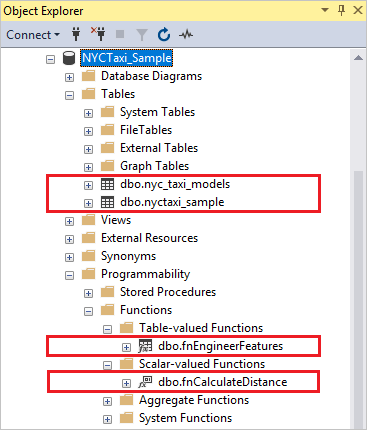 Object Explorer
Connect
NYCTaxi_Sample
Database Diagrams
Tables
System Tables
FileTables
External Tables
Graph Tables
dbo.nyc_taxi_models
dbo.nyctaxi_sample
Views
External Resources
Synonyms
Programmability
Stored Procedures
Functions
Table-valued Functions
dbo.fnEngineerFeatures
Scalar-valued Functions
dbo.fnCalculateDistance
Aggregate Functions
System Functions